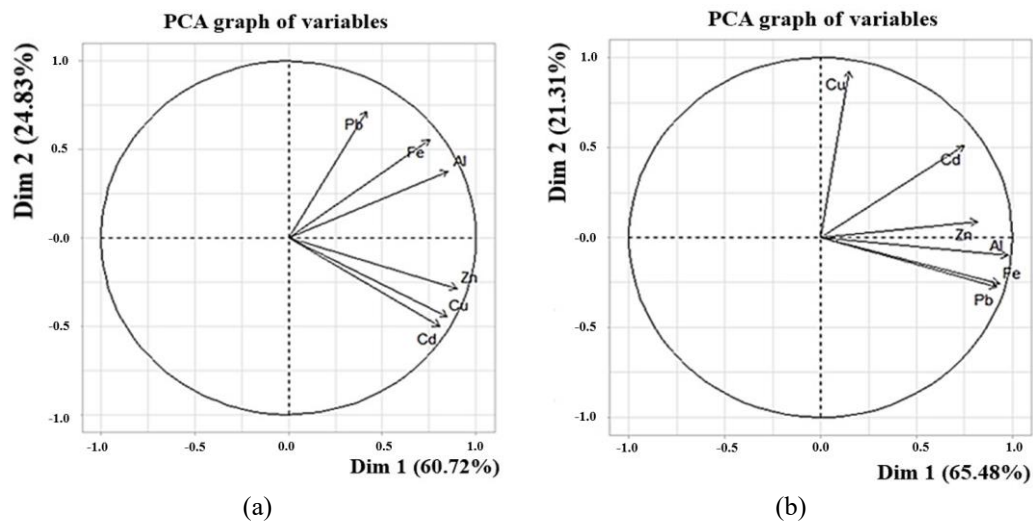 PCA graph of variables
Dim 2 (24.83%)
1.0
0.5
-0.0
-0.5
-1.0
Pb
Fe
Al
Zn
Cu
Cd
-1.0 -0.5 0.0 0.5 1.0
Dim 1 (60.72%)
(a)
PCA graph of variables
Dim 2 (21.31%)
1.0
0.5
-0.0
-0.5
-1.0
Cu
Cd
Zn
Al
Fe
Pb
-1.0 -0.5 0.0 0.5 1.0
Dim 1 (65.48%)
(b)